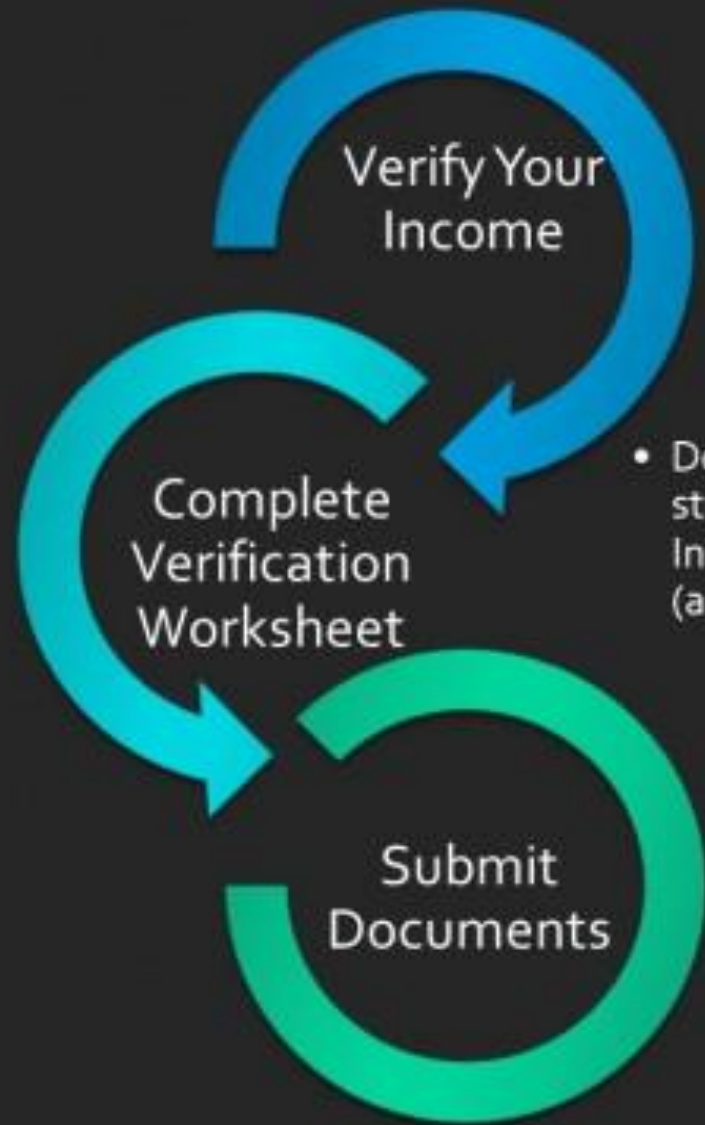 Verify Your
Income
Complete
Verification
Worksheet
Submit
Documents